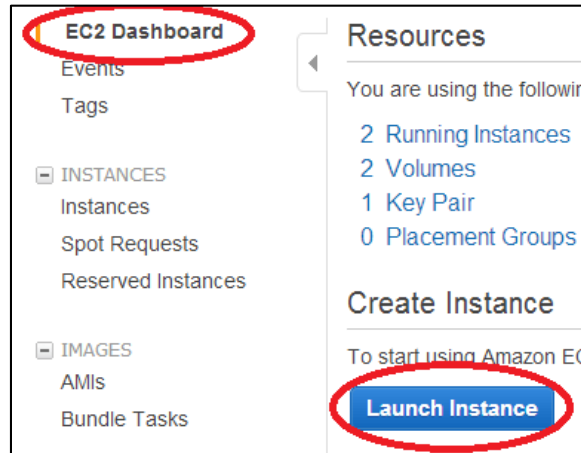 EC2 Dashboard
Events
Tags
INSTANCES
Instances
Spot Requests
Reserved Instances
IMAGES
AMIs
Bundle Tasks
Resources
You are using the followin
2 Running Instances
2 Volumes
1 Key Pair
0 Placement Groups
Create Instance
To start using Amazon EC
Launch Instance